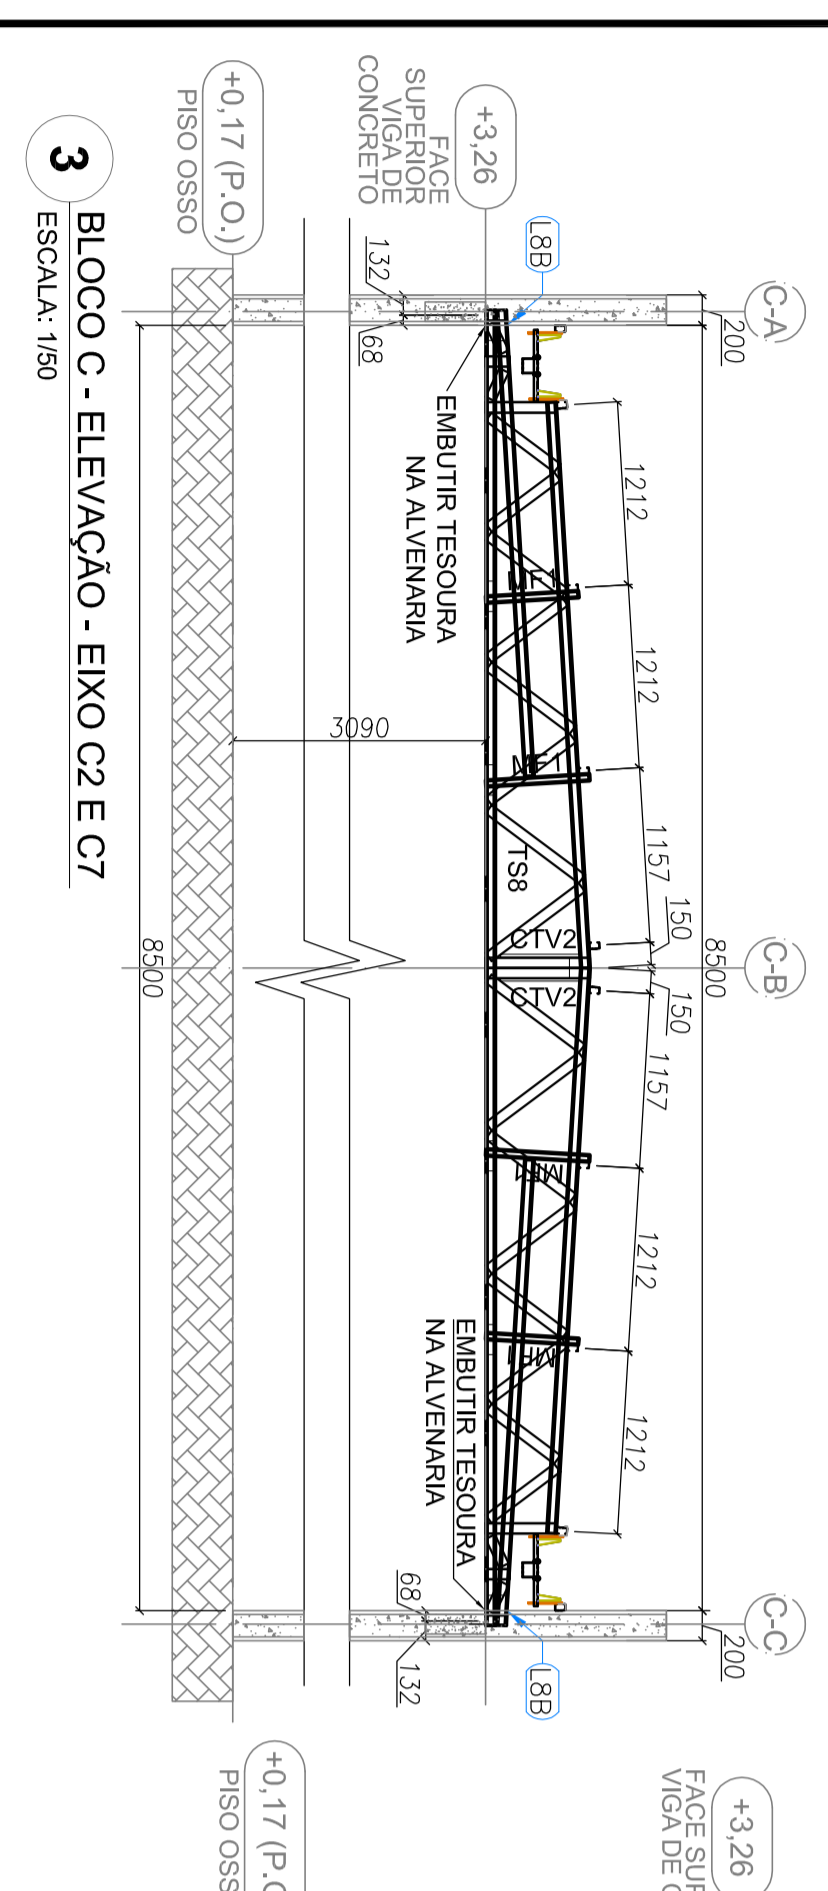 C-A
C-B
C-C
200
8500
200
1212
1212
1157
150
150
1157
1212
1212
L8B
L8B
+3,26
FACE
SUPERIOR
VIGA DE
CONCRETO
MF1
MF1
TS8
CTV2
CTV2
MF1
MF1
132
68
68
132
EMBUTIR TESOURA
NA ALVENARIA
EMBUTIR TESOURA
NA ALVENARIA
3090
+0,17 (P.O.)
PISO OSSO
8500
3
BLOCO C - ELEVAÇÃO - EIXO C2 E C7
ESCALA: 1/50
+3,26
FACE SUP
VIGA DE C
+0,17 (P.O
PISO OSS